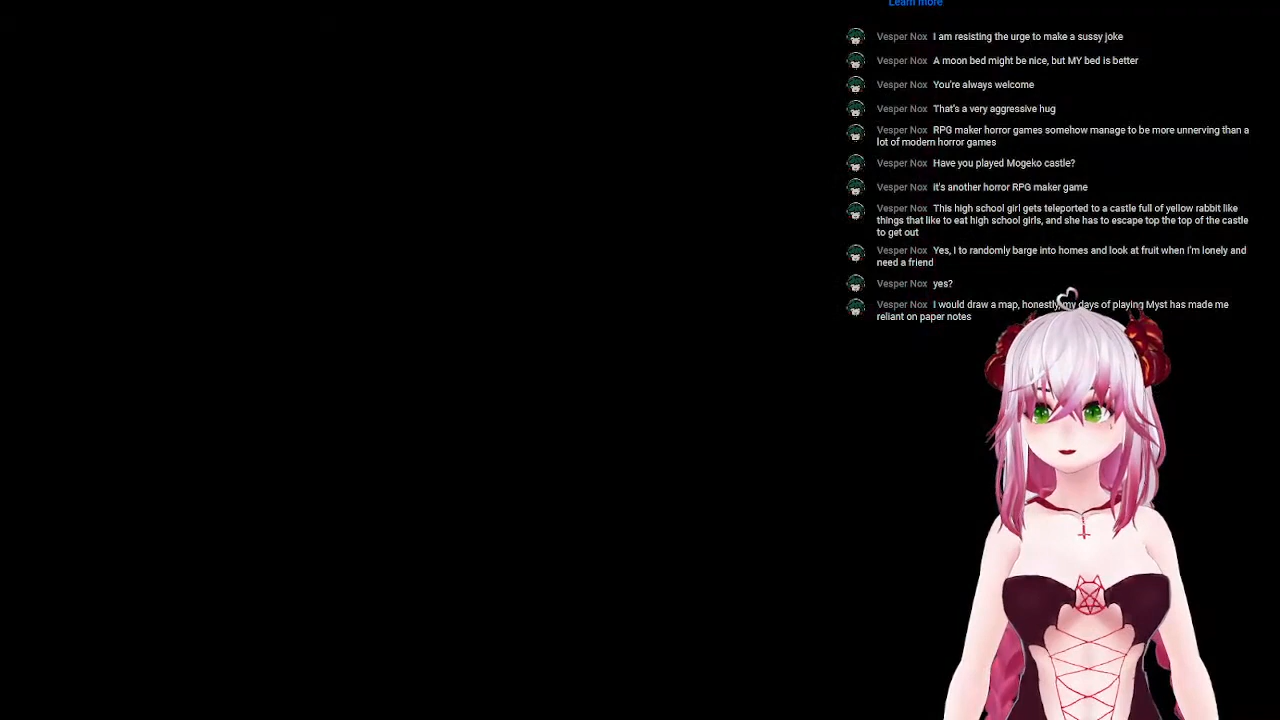 Learn more
Vesper Nox I am resisting the urge to make a sussy joke
Vesper Nox A moon bed might be nice, but MY bed is better
Vesper Nox You're always welcome
Vesper Nox That's a very aggressive hug
Vesper Nox RPG maker horror games somehow manage to be more unnerving than a
lot of modern horror games
Vesper Nox Have you played Mogeko castle?
Vesper Nox it's another horror RPG maker game
Vesper Nox This high school girl gets teleported to a castle full of yellow rabbit like
things that like to eat high school girls, and she has to escape top the top of the castle
to get out
Vesper Nox Yes, I to randomly barge into homes and look at fruit when I'm lonely and
need a friend
Vesper Nox yes?
Vesper Nox I would draw a map, honestly, my days of playing Myst has made me
reliant on paper notes